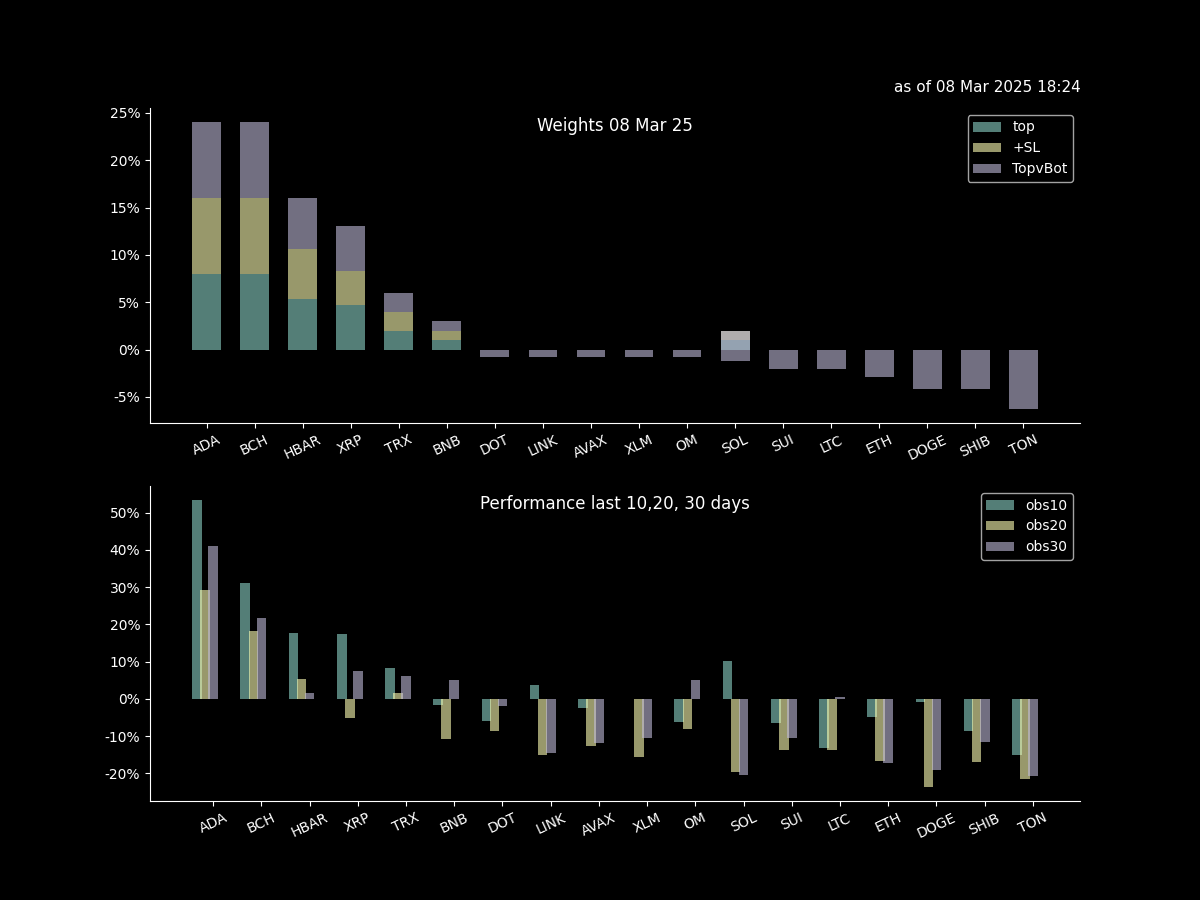 as of 08 Mar 2025 18:24
Weights 08 Mar 25
top
+SL
TopvBot
25%
20%
15%
10%
5%
0%
-5%
ADA BCH HBAR XRP TRX BNB DOT LINK AVAX XLM OM SOL SUI LTC ETH DOGE SHIB TON
Performance last 10,20, 30 days
obs10
obs20
obs30
50%
40%
30%
20%
10%
0%
-10%
-20%
ADA BCH HBAR XRP TRX BNB DOT LINK AVAX XLM OM SOL SUI LTC ETH DOGE SHIB TON